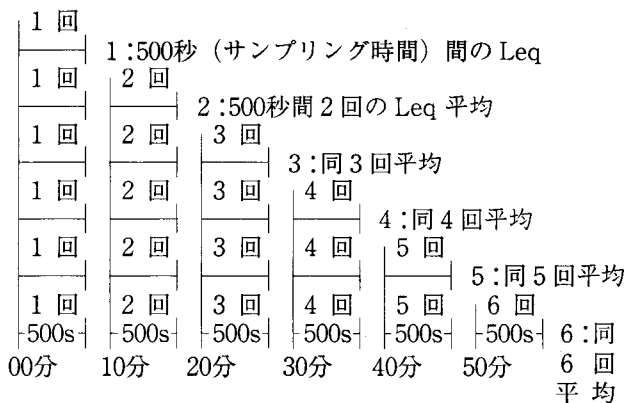 1 回
1:500秒（サンプリング時間）間の Leq
1 回 2 回
2:500秒間2回の Leq 平均
1 回 2 回 3 回
3:同3回平均
1 回 2 回 3 回 4 回
4:同4回平均
1 回 2 回 3 回 4 回 5 回
5:同5回平均
1 回 2 回 3 回 4 回 5 回 6 回
500s 500s 500s 500s 500s 500s 6:同
00分 10分 20分 30分 40分 50分 6 回
平 均